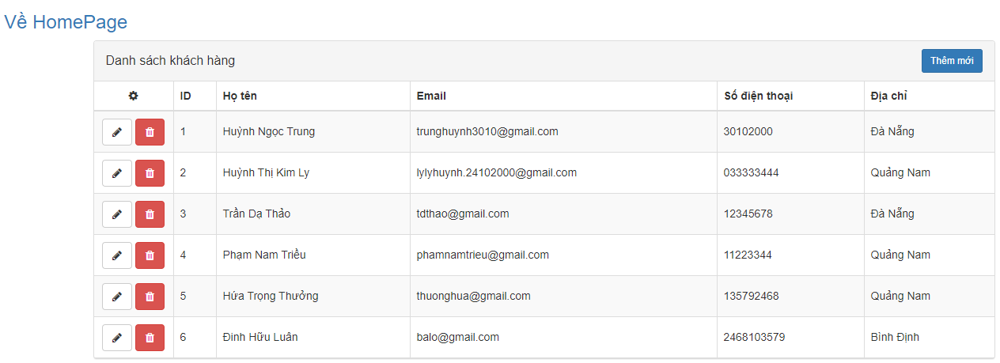 Về HomePage
Danh sách khách hàng Thêm mới
ID Họ tên Email Số điện thoại Địa chỉ
1 Huỳnh Ngọc Trung trunghuynh3010@gmail.com 30102000 Đà Nẵng
2 Huỳnh Thị Kim Ly lylyhuynh.24102000@gmail.com 033333444 Quảng Nam
3 Trần Dạ Thảo tdthao@gmail.com 12345678 Đà Nẵng
4 Phạm Nam Triều phamnamtrieu@gmail.com 11223344 Quảng Nam
5 Hứa Trọng Thưởng thuonghua@gmail.com 135792468 Quảng Nam
6 Đinh Hữu Luân balo@gmail.com 2468103579 Bình Định